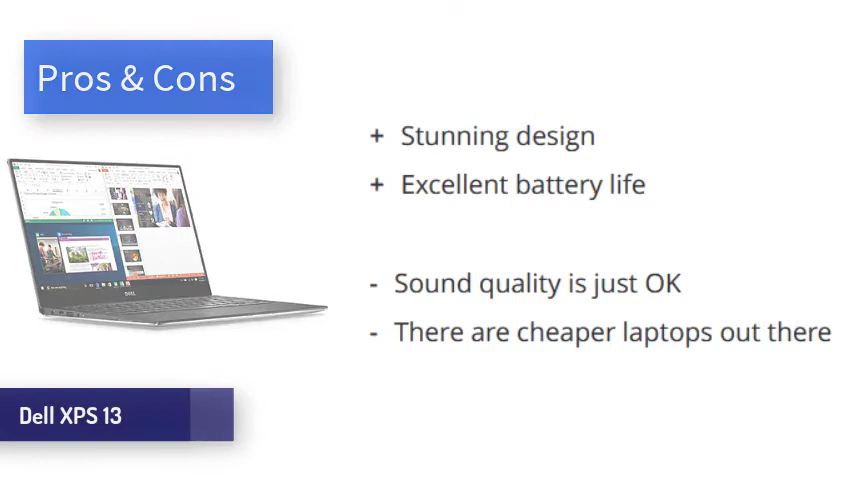 Pros & Cons
+ Stunning design
+ Excellent battery life
- Sound quality is just OK
- There are cheaper laptops out there
DELL
Dell XPS 13